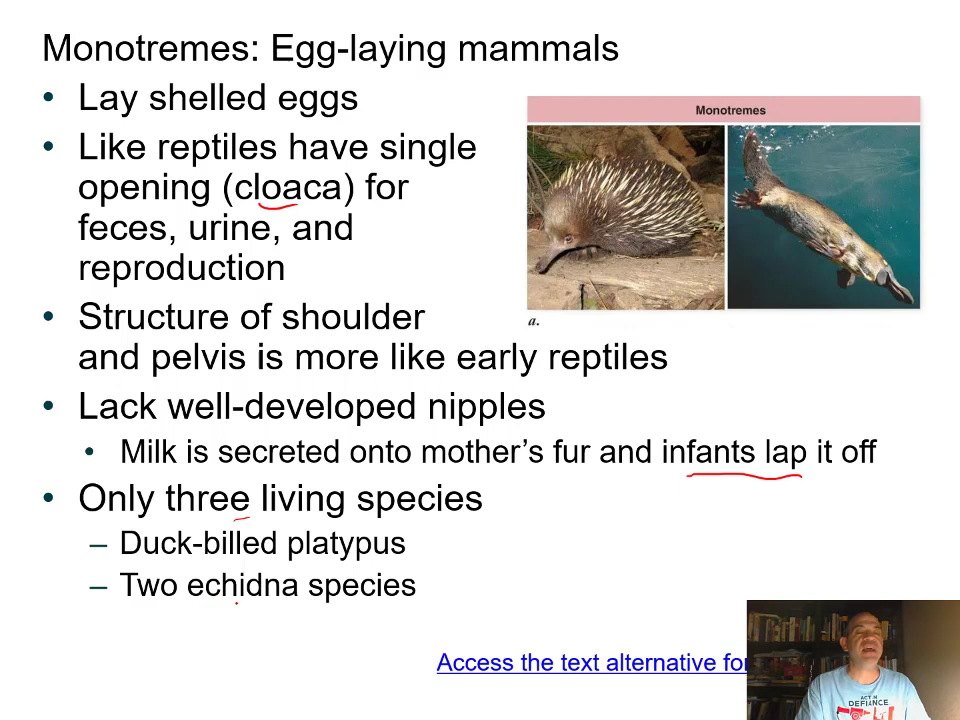 Monotremes: Egg-laying mammals
• Lay shelled eggs
• Like reptiles have single
opening (cloaca) for
feces, urine, and
reproduction
Monotremes
a.
• Structure of shoulder
and pelvis is more like early reptiles
• Lack well-developed nipples
• Milk is secreted onto mother’s fur and infants lap it off
• Only three living species
– Duck-billed platypus
– Two echidna species
Access the text alternative for
ACT IN
DEFIANCE